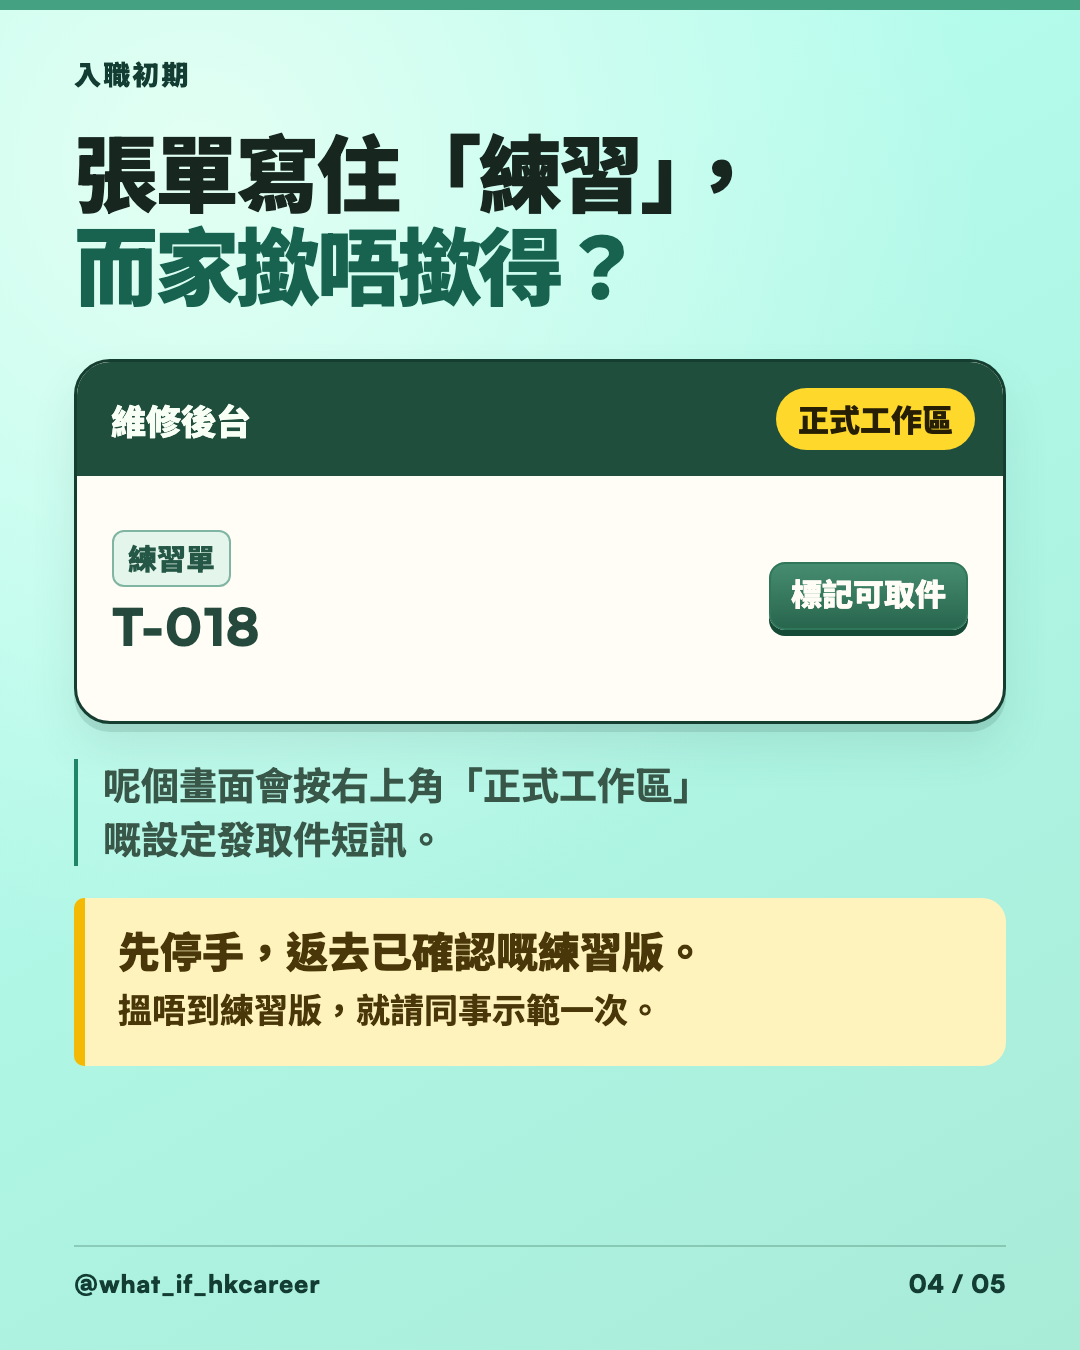 入職初期
張單寫住「練習」，
而家撳唔撳得？
維修後台
正式工作區
練習單
T-018
標記可取件
呢個畫面會按右上角「正式工作區」
嘅設定發取件短訊。
先停手，返去已確認嘅練習版。
搵唔到練習版，就請同事示範一次。
@what_if_hkcareer
04 / 05